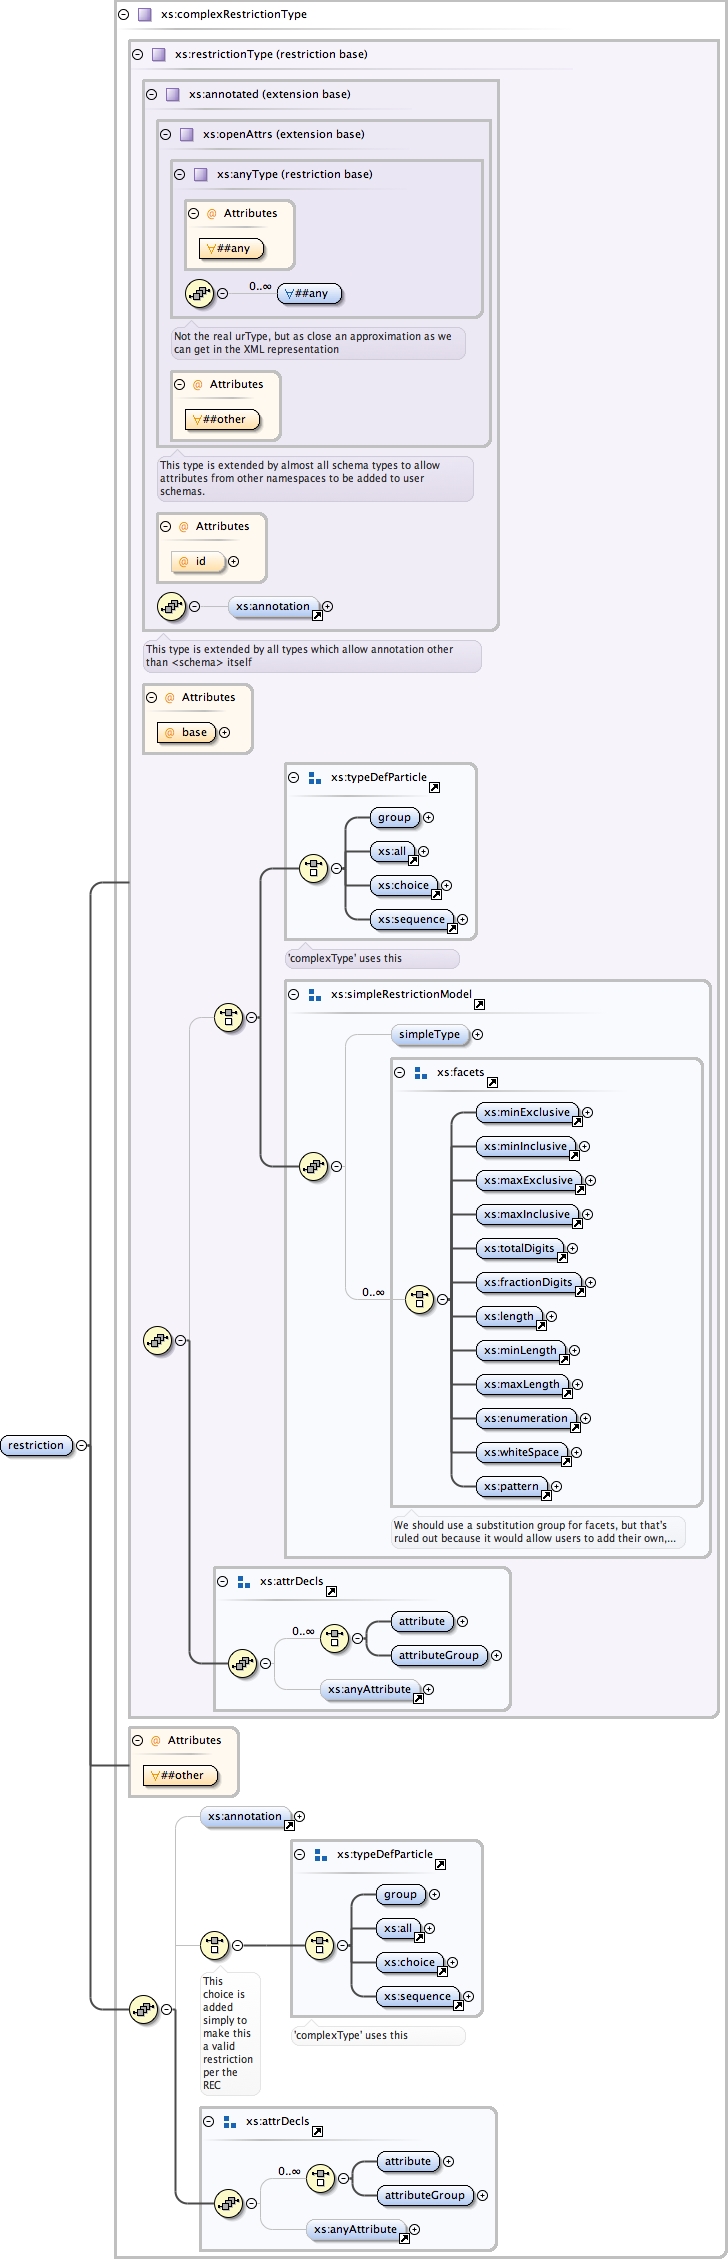 xs:complexRestrictionType
xs:restrictionType (restriction base)
xs:annotated (extension base)
xs:openAttrs (extension base)
xs:anyType (restriction base)
@ Attributes
∀##any
0..∞
∀##any
Not the real urType, but as close an approximation as we
can get in the XML representation
@ Attributes
∀##other
This type is extended by almost all schema types to allow
attributes from other namespaces to be added to user
schemas.
@ Attributes
@ id
xs:annotation
This type is extended by all types which allow annotation other
than <schema> itself
@ Attributes
@ base
xs:typeDefParticle
group
xs:all
xs:choice
xs:sequence
'complexType' uses this
xs:simpleRestrictionModel
simpleType
xs:facets
xs:minExclusive
xs:minInclusive
xs:maxExclusive
xs:maxInclusive
xs:totalDigits
xs:fractionDigits
0..∞
xs:length
xs:minLength
xs:maxLength
xs:enumeration
restriction
xs:whiteSpace
xs:pattern
We should use a substitution group for facets, but that's
ruled out because it would allow users to add their own,...
xs:attrDecls
0..∞
attribute
attributeGroup
xs:anyAttribute
@ Attributes
∀##other
xs:annotation
xs:typeDefParticle
group
xs:all
xs:choice
xs:sequence
This
choice is
added
simply to
make this
a valid
restriction
per the
REC
'complexType' uses this
xs:attrDecls
0..∞
attribute
attributeGroup
xs:anyAttribute